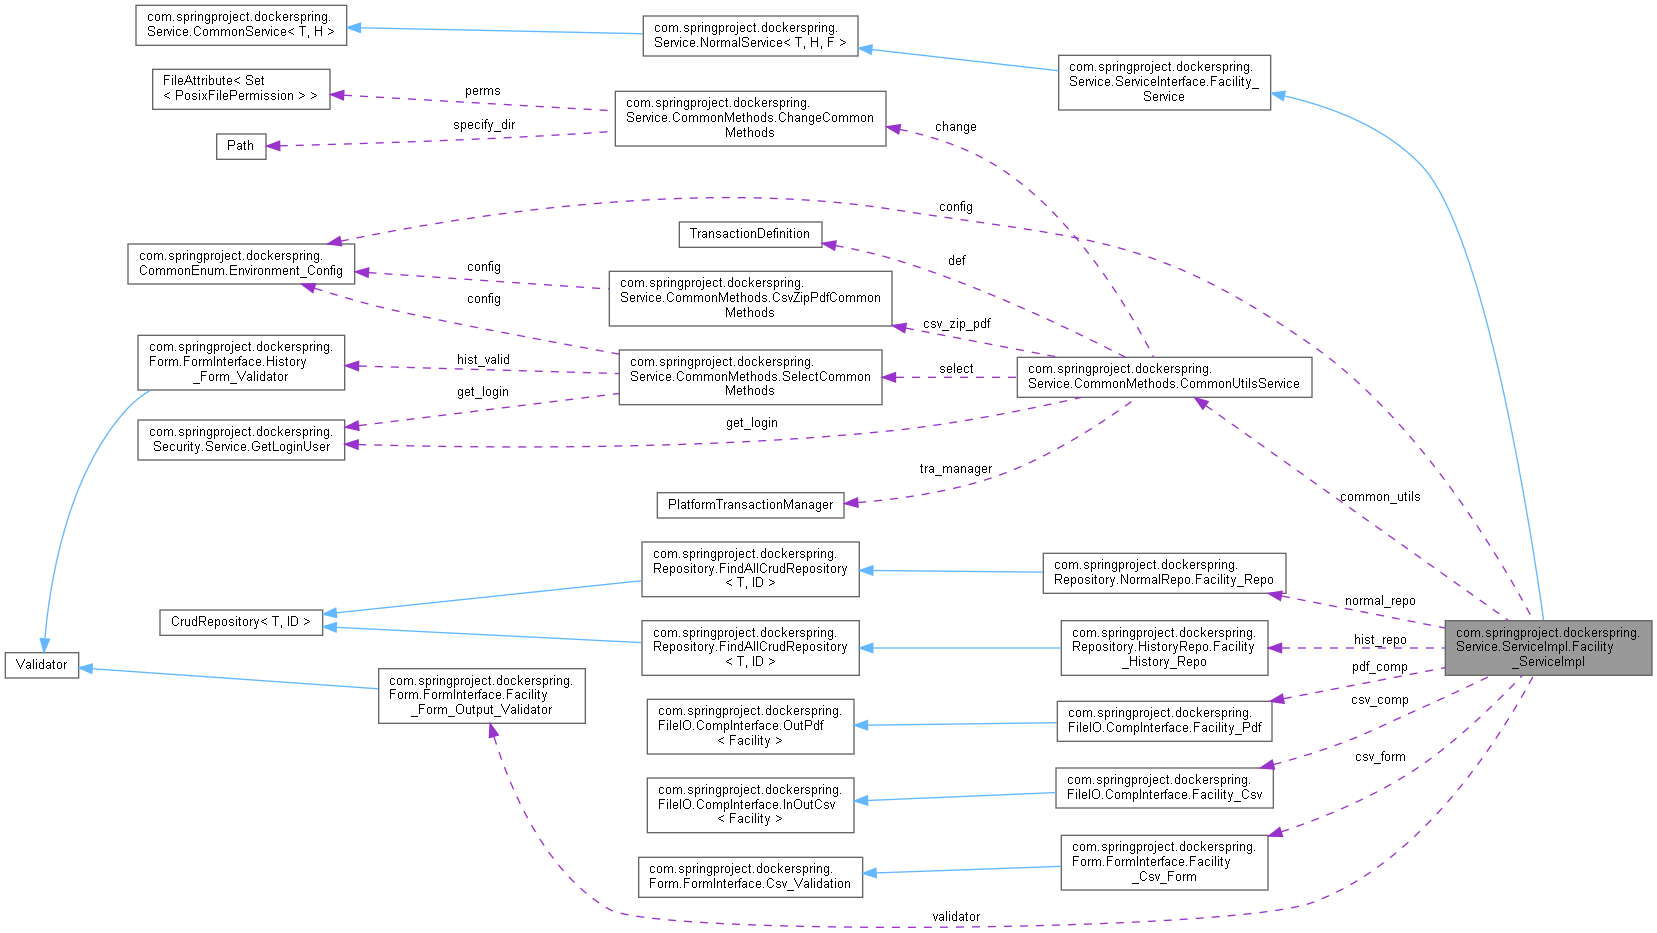 com.springproject.dockerspring.
Service.CommonService< T, H >
com.springproject.dockerspring.
Service.NormalService< T, H, F >
com.springproject.dockerspring.
Service.ServiceInterface.Facility_
Service
FileAttribute< Set
< PosixFilePermission > >
perms
com.springproject.dockerspring.
Service.CommonMethods.ChangeCommon
Methods
specify_dir
Path
change
config
TransactionDefinition
com.springproject.dockerspring.
CommonEnum.Environment_Config
config
def
com.springproject.dockerspring.
Service.CommonMethods.CsvZipPdfCommon
Methods
config
csv_zip_pdf
com.springproject.dockerspring.
Form.FormInterface.History
_Form_Validator
hist_valid
com.springproject.dockerspring.
Service.CommonMethods.SelectCommon
Methods
select
com.springproject.dockerspring.
Service.CommonMethods.CommonUtilsService
get_login
com.springproject.dockerspring.
Security.Service.GetLoginUser
get_login
tra_manager
PlatformTransactionManager
common_utils
com.springproject.dockerspring.
Repository.FindAllCrudRepository
< T, ID >
com.springproject.dockerspring.
Repository.NormalRepo.Facility_Repo
normal_repo
CrudRepository< T, ID >
com.springproject.dockerspring.
Repository.FindAllCrudRepository
< T, ID >
com.springproject.dockerspring.
Repository.HistoryRepo.Facility
_History_Repo
hist_repo
com.springproject.dockerspring.
Service.ServiceImpl.Facility
_ServiceImpl
Validator
pdf_comp
com.springproject.dockerspring.
Form.FormInterface.Facility
_Form_Output_Validator
com.springproject.dockerspring.
FileIO.CompInterface.OutPdf
< Facility >
com.springproject.dockerspring.
FileIO.CompInterface.Facility_Pdf
csv_comp
csv_form
com.springproject.dockerspring.
FileIO.CompInterface.InOutCsv
< Facility >
com.springproject.dockerspring.
FileIO.CompInterface.Facility_Csv
com.springproject.dockerspring.
Form.FormInterface.Csv_Validation
com.springproject.dockerspring.
Form.FormInterface.Facility
_Csv_Form
validator